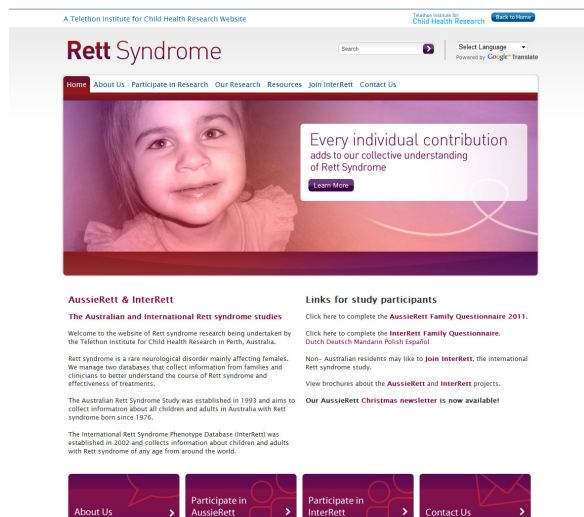 A Telethon Institute for Child Health Research Website
Telethon Institute for
Child Health Research
Back to Home
Rett Syndrome
Search
Select Language
Powered by Google™ Translate
Home About Us Participate in Research Our Research Resources Join InterRett Contact Us
Every individual contribution
adds to our collective understanding
of Rett Syndrome
Learn More
AussieRett & InterRett
The Australian and International Rett syndrome studies
Welcome to the website of Rett syndrome research being undertaken by
the Telethon Institute for Child Health Research in Perth, Australia.
Rett syndrome is a rare neurological disorder mainly affecting females.
We manage two databases that collect information from families and
clinicians to better understand the course of Rett syndrome and
effectiveness of treatments.
The Australian Rett Syndrome Study was established in 1993 and aims to
collect information about all children and adults in Australia with Rett
syndrome born since 1976.
The International Rett Syndrome Phenotype Database (InterRett) was
established in 2002 and collects information about children and adults
with Rett syndrome of any age from around the world.
Links for study participants
Click here to complete the AussieRett Family Questionnaire 2011.
Click here to complete the InterRett Family Questionnaire.
Dutch Deutsch Mandarin Polish Español
Non- Australian residents may like to join InterRett, the international
Rett syndrome study.
View brochures about the AussieRett and InterRett projects.
Our AussieRett Christmas newsletter is now available!
About Us
Participate in
AussieRett
Participate in
InterRett
Contact Us